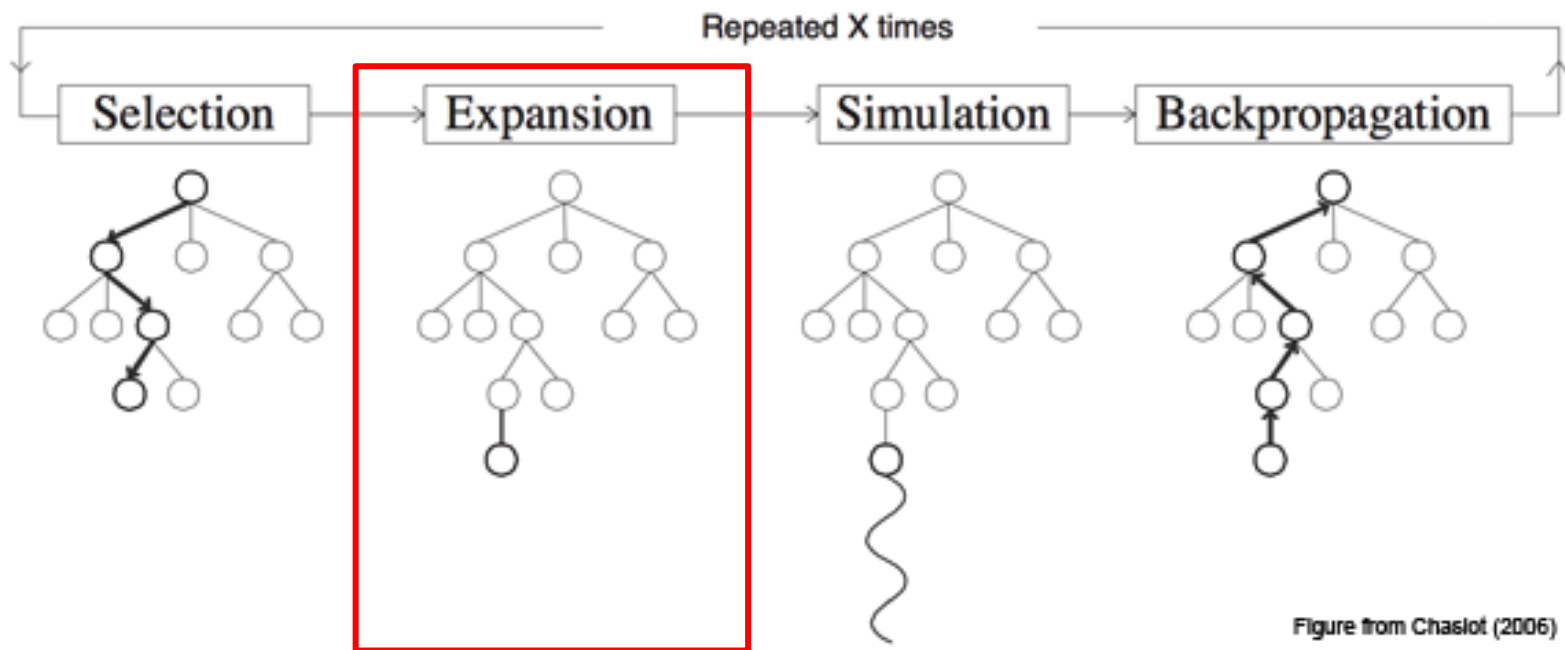 Repeated X times
Selection
Expansion
Simulation
Backpropagation
Figure from Chaslot (2006)